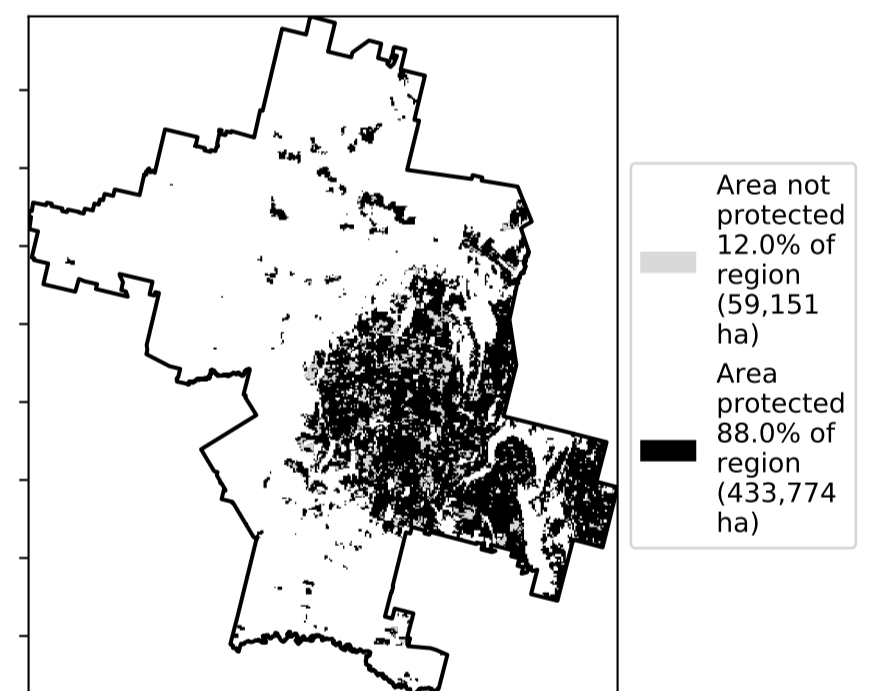 Area not
protected
12.0% of
region
(59,151
ha)
Area
protected
88.0% of
region
(433,774
ha)